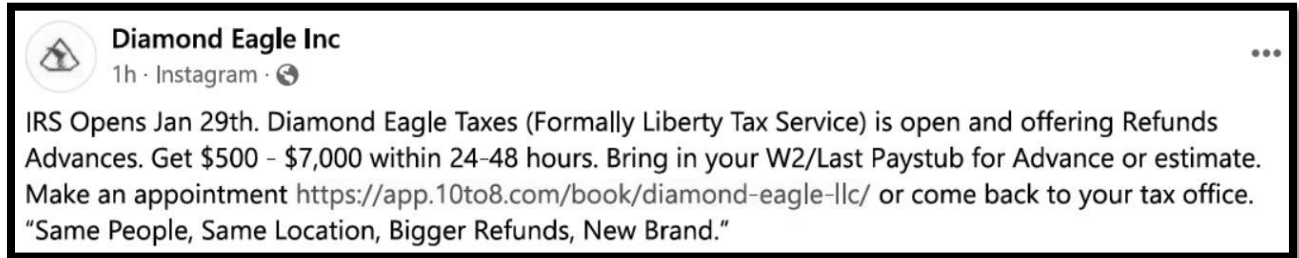 Diamond Eagle Inc
1h · Instagram ·
IRS Opens Jan 29th. Diamond Eagle Taxes (Formally Liberty Tax Service) is open and offering Refunds
Advances. Get $500 - $7,000 within 24-48 hours. Bring in your W2/Last Paystub for Advance or estimate.
Make an appointment https://app.10to8.com/book/diamond-eagle-llc/ or come back to your tax office.
“Same People, Same Location, Bigger Refunds, New Brand.”